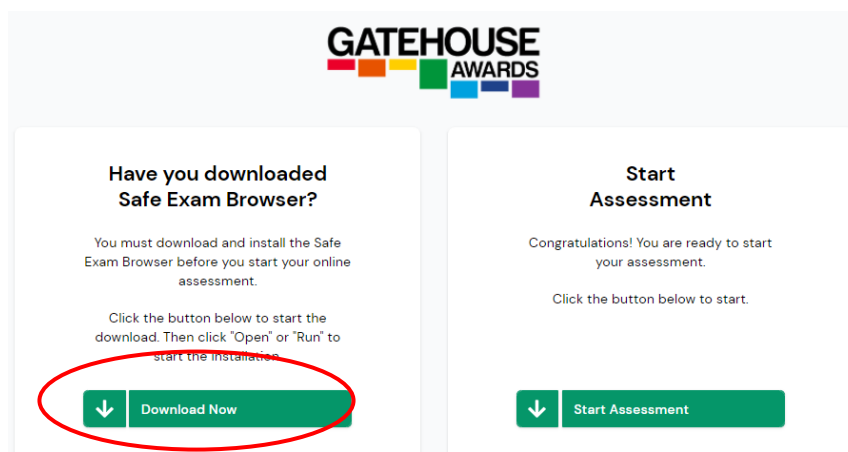 GATEHOUSE
AWARDS
Have you downloaded
Safe Exam Browser?
You must download and install the Safe
Exam Browser before you start your online
assessment.
Click the button below to start the
download. Then click "Open" or "Run" to
start the installation
Download Now
Start
Assessment
Congratulations! You are ready to start
your assessment.
Click the button below to start.
Start Assessment